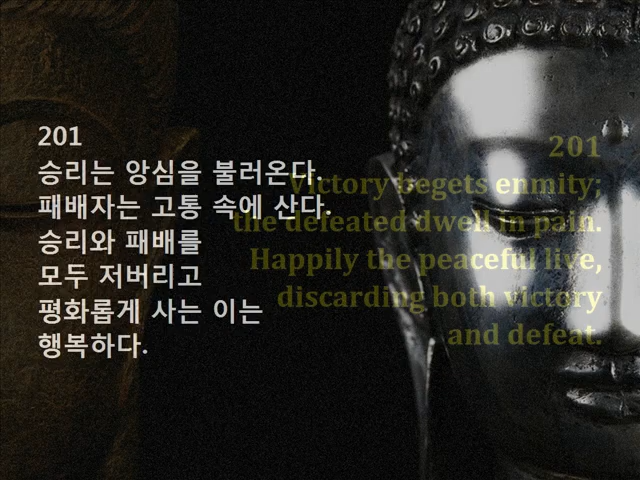 201
승리는 앙심을 불러온다.
패배자는 고통 속에 산다.
승리와 패배를
모두 저버리고
평화롭게 사는 이는
행복하다.
201
Victory begets enmity;
the defeated dwell in pain.
Happily the peaceful live,
discarding both victory
and defeat.